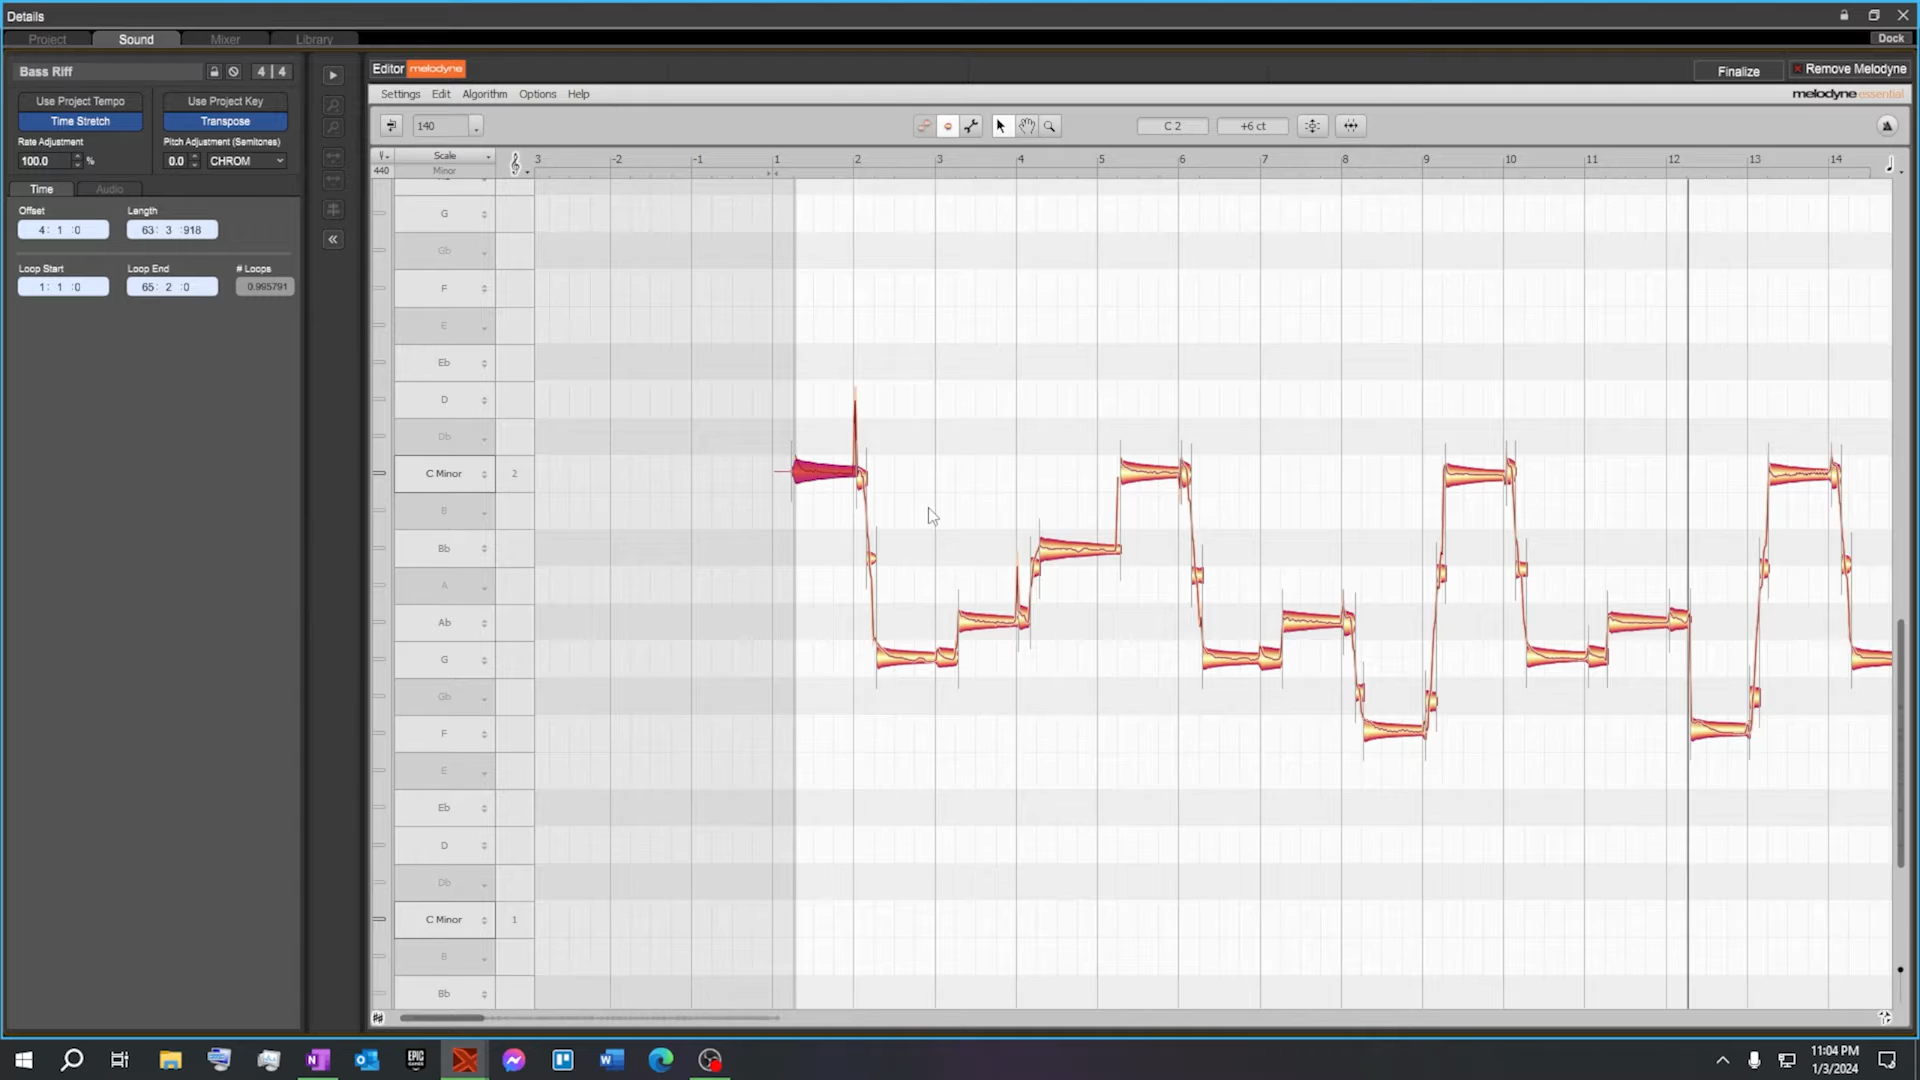 Details
Project Sound Mixer Library Dock
Bass Riff 4 | 4
Editor melodyne Finalize Remove Melodyne
Use Project Tempo Use Project Key
Settings Edit Algorithm Options Help melodyne essential
Time Stretch Transpose
140 C 2 +6 ct
Rate Adjustment Pitch Adjustment (Semitones)
100.0 % 0.0 CHROM
Scale 3 -2 -1 1 2 3 4 5 6 7 8 9 10 11 12 13 14
440 Minor
Time Audio
Offset Length
4: 1 :0 63: 3 :918
Loop Start Loop End # Loops
1: 1 :0 65: 2 :0 0.995791
G
Gb
F
E
Eb
D
Db
C Minor 2
B
Bb
A
Ab
G
Gb
F
E
Eb
D
Db
C Minor 1
B
Bb
EPIC GAMES
11:04 PM
1/3/2024